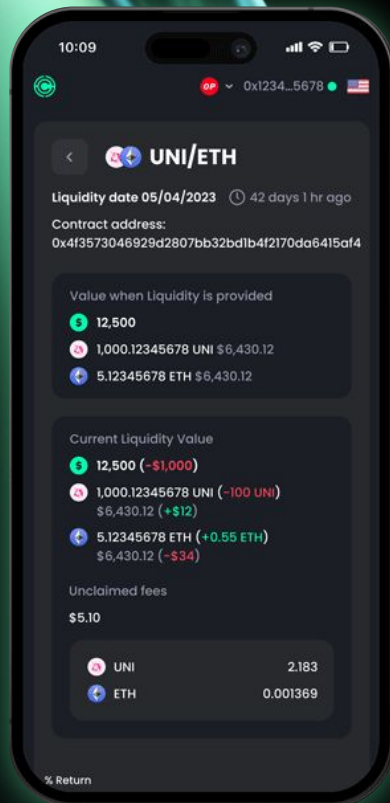 10:09
OP 0x1234...5678
UNI/ETH
Liquidity date 05/04/2023 42 days 1 hr ago
Contract address:
0x4f3573046929d2807bb32bd1b4f2170da6415af4
Value when Liquidity is provided
$ 12,500
1,000.12345678 UNI $6,430.12
5.12345678 ETH $6,430.12
Current Liquidity Value
$ 12,500 (-$1,000)
1,000.12345678 UNI (-100 UNI)
$6,430.12 (+$12)
5.12345678 ETH (+0.55 ETH)
$6,430.12 (-$34)
Unclaimed fees
$5.10
UNI 2.183
ETH 0.001369
% Return